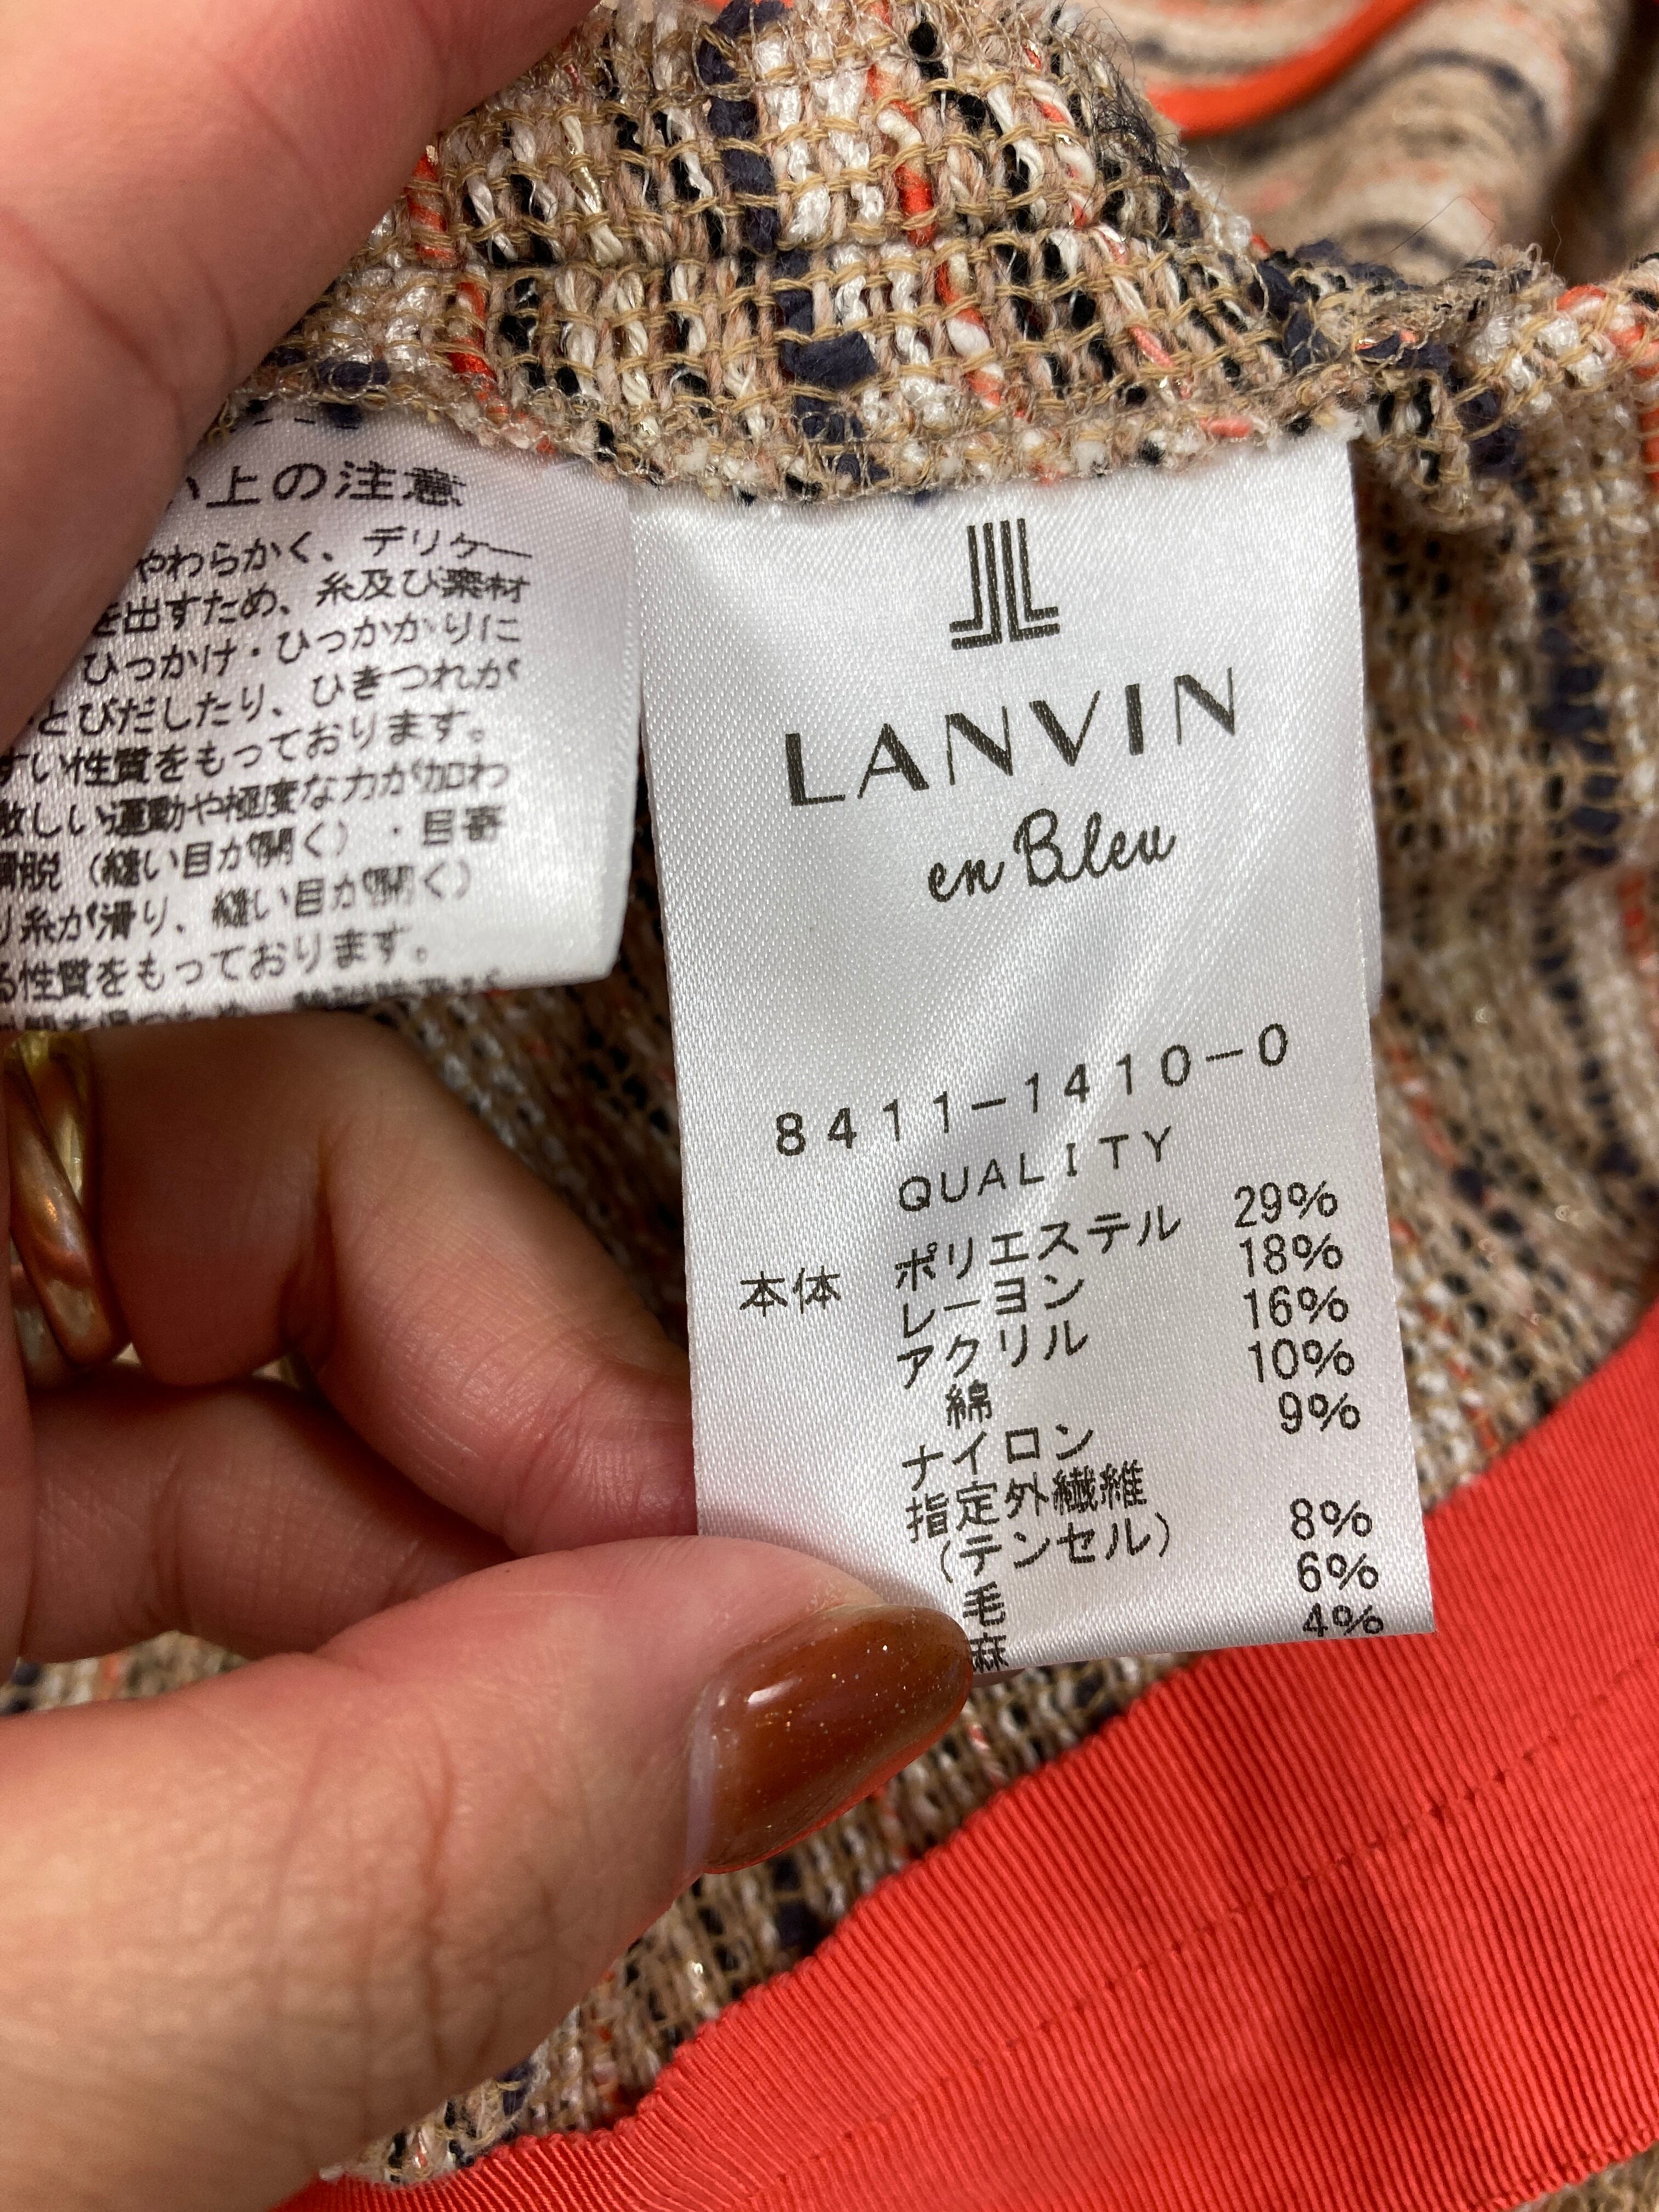 い上の注意
やわらかく、デリケー
を出すため、糸及び素材
ひっかけ・ひっかかりに
とびだしたり、ひきつれが
すい性質をもっております。
激しい運動や極度な力が加わ
滑脱(縫い目が開く)・目寄
り糸が滑り、縫い目が開く)
る性質をもっております。
LANVIN
en Bleu
8411-1410-0
QUALITY
本体 ポリエステル 29%
レーヨン 18%
アクリル 16%
綿 10%
ナイロン 9%
指定外繊維
(テンセル) 8%
毛 6%
麻 4%